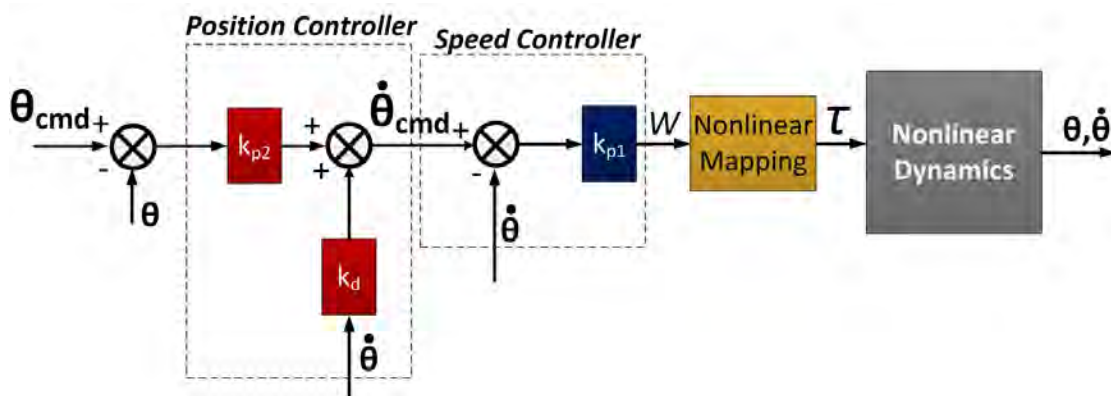 Position Controller
Speed Controller
θcmd
+
-
θ
kp2
+
+
kd
θ̇
θ̇cmd
+
-
θ̇
kp1
W
Nonlinear
Mapping
τ
Nonlinear
Dynamics
θ,θ̇